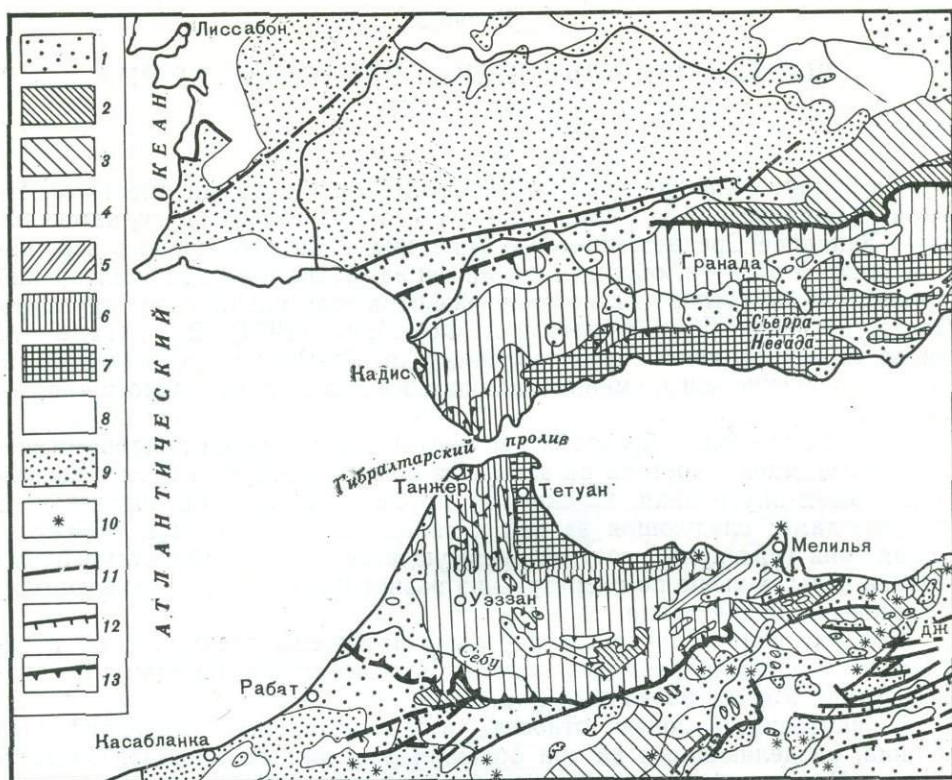 Лиссабон
1
2
3
4
5
6
7
8
9
10
11
12
13
АТЛАНТИЧЕСКИЙ
ОКЕАН
Гранада
Сьерра-
Невада
Кадис
Гибралтарский пролив
Танжер
Тетуан
Мелилья
Уэззан
Удж
Себу
Рабат
Касабланка